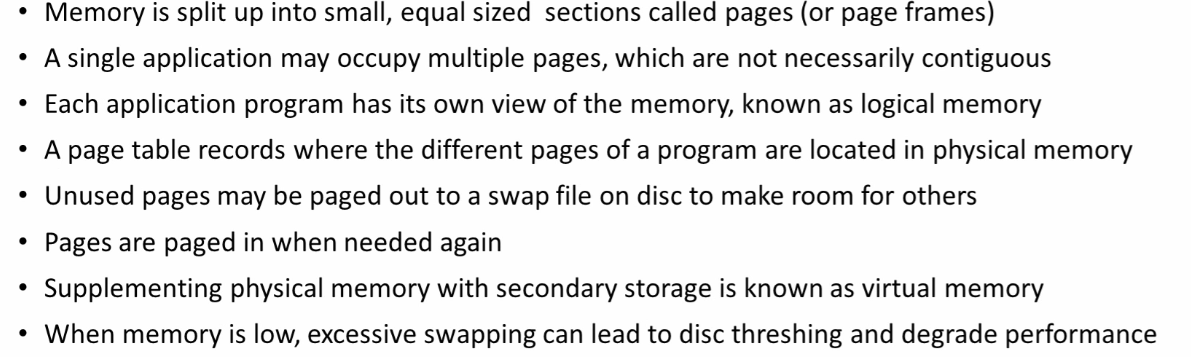 • Memory is split up into small, equal sized  sections called pages (or page frames)
• A single application may occupy multiple pages, which are not necessarily contiguous
• Each application program has its own view of the memory, known as logical memory
• A page table records where the different pages of a program are located in physical memory
• Unused pages may be paged out to a swap file on disc to make room for others
• Pages are paged in when needed again
• Supplementing physical memory with secondary storage is known as virtual memory
• When memory is low, excessive swapping can lead to disc threshing and degrade performance